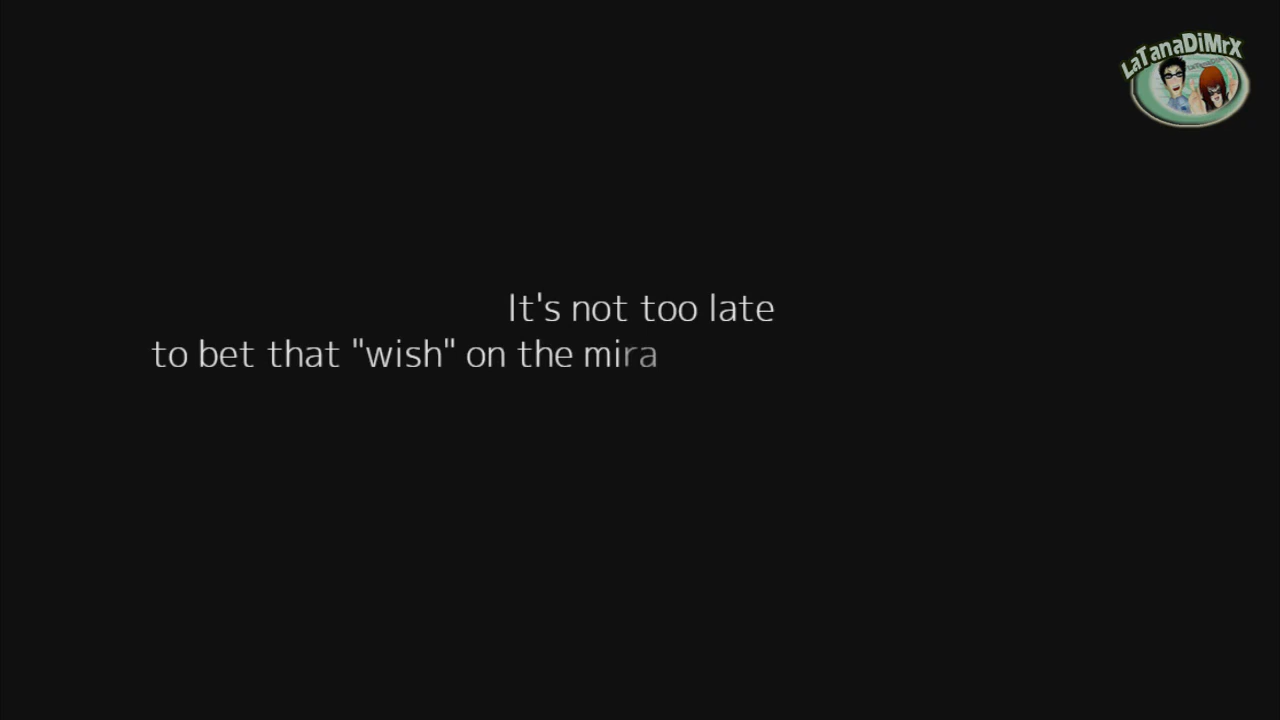 LaTanaDiMrX
It's not too late
to bet that "wish" on the mira